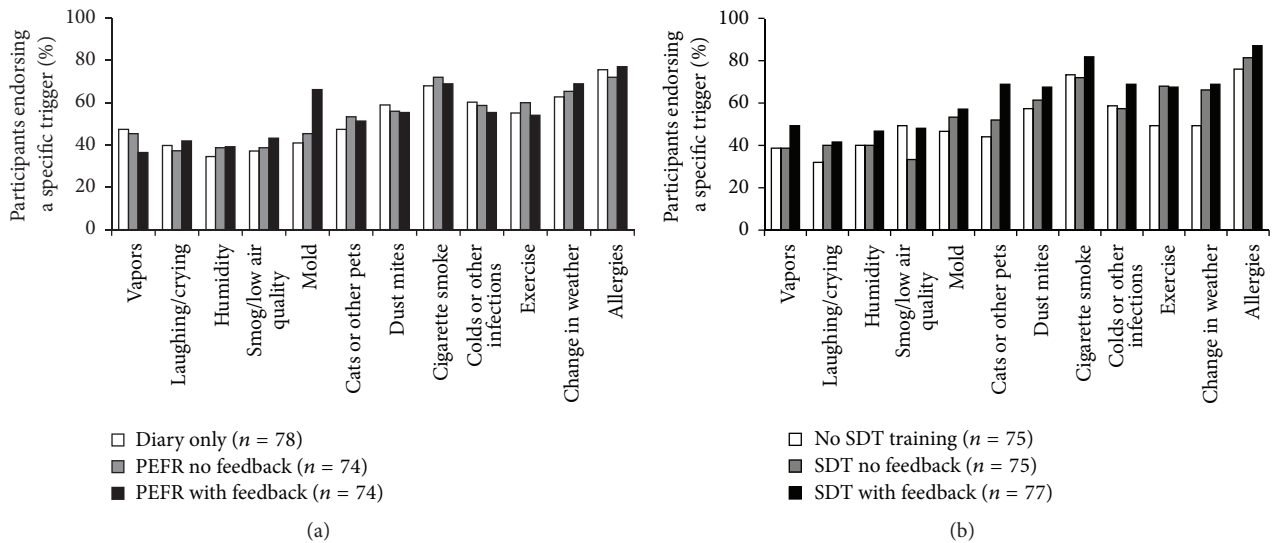 Participants endorsing
a specific trigger (%)
100
80
60
40
20
0
Vapors
Laughing/crying
Humidity
Smog/low air
quality
Mold
Cats or other pets
Dust mites
Cigarette smoke
Colds or other
infections
Exercise
Change in weather
Allergies
Diary only (n = 78)
PEFR no feedback (n = 74)
PEFR with feedback (n = 74)
(a)
Participants endorsing
a specific trigger (%)
100
80
60
40
20
0
Vapors
Laughing/crying
Humidity
Smog/low air
quality
Mold
Cats or other pets
Dust mites
Cigarette smoke
Colds or other
infections
Exercise
Change in weather
Allergies
No SDT training (n = 75)
SDT no feedback (n = 75)
SDT with feedback (n = 77)
(b)